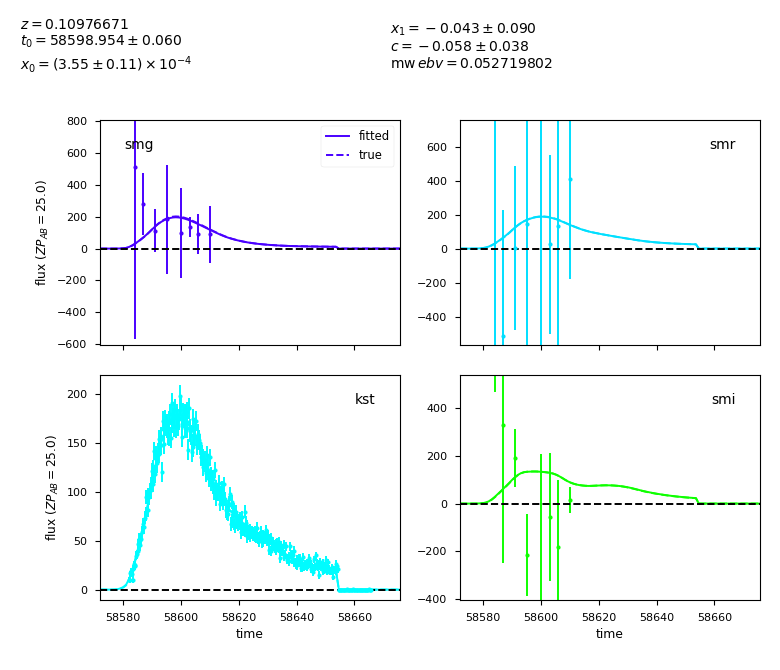 z = 0.10976671
t₀ = 58598.954 ± 0.060
x₀ = (3.55 ± 0.11) × 10⁻⁴
x₁ = −0.043 ± 0.090
c = −0.058 ± 0.038
mw ebv = 0.052719802
smg
fitted
true
800
600
400
200
0
−200
−400
−600
flux (ZP_AB = 25.0)
smr
600
400
200
0
−200
−400
kst
200
150
100
50
0
flux (ZP_AB = 25.0)
58580 58600 58620 58640 58660
time
smi
400
200
0
−200
−400
58580 58600 58620 58640 58660
time